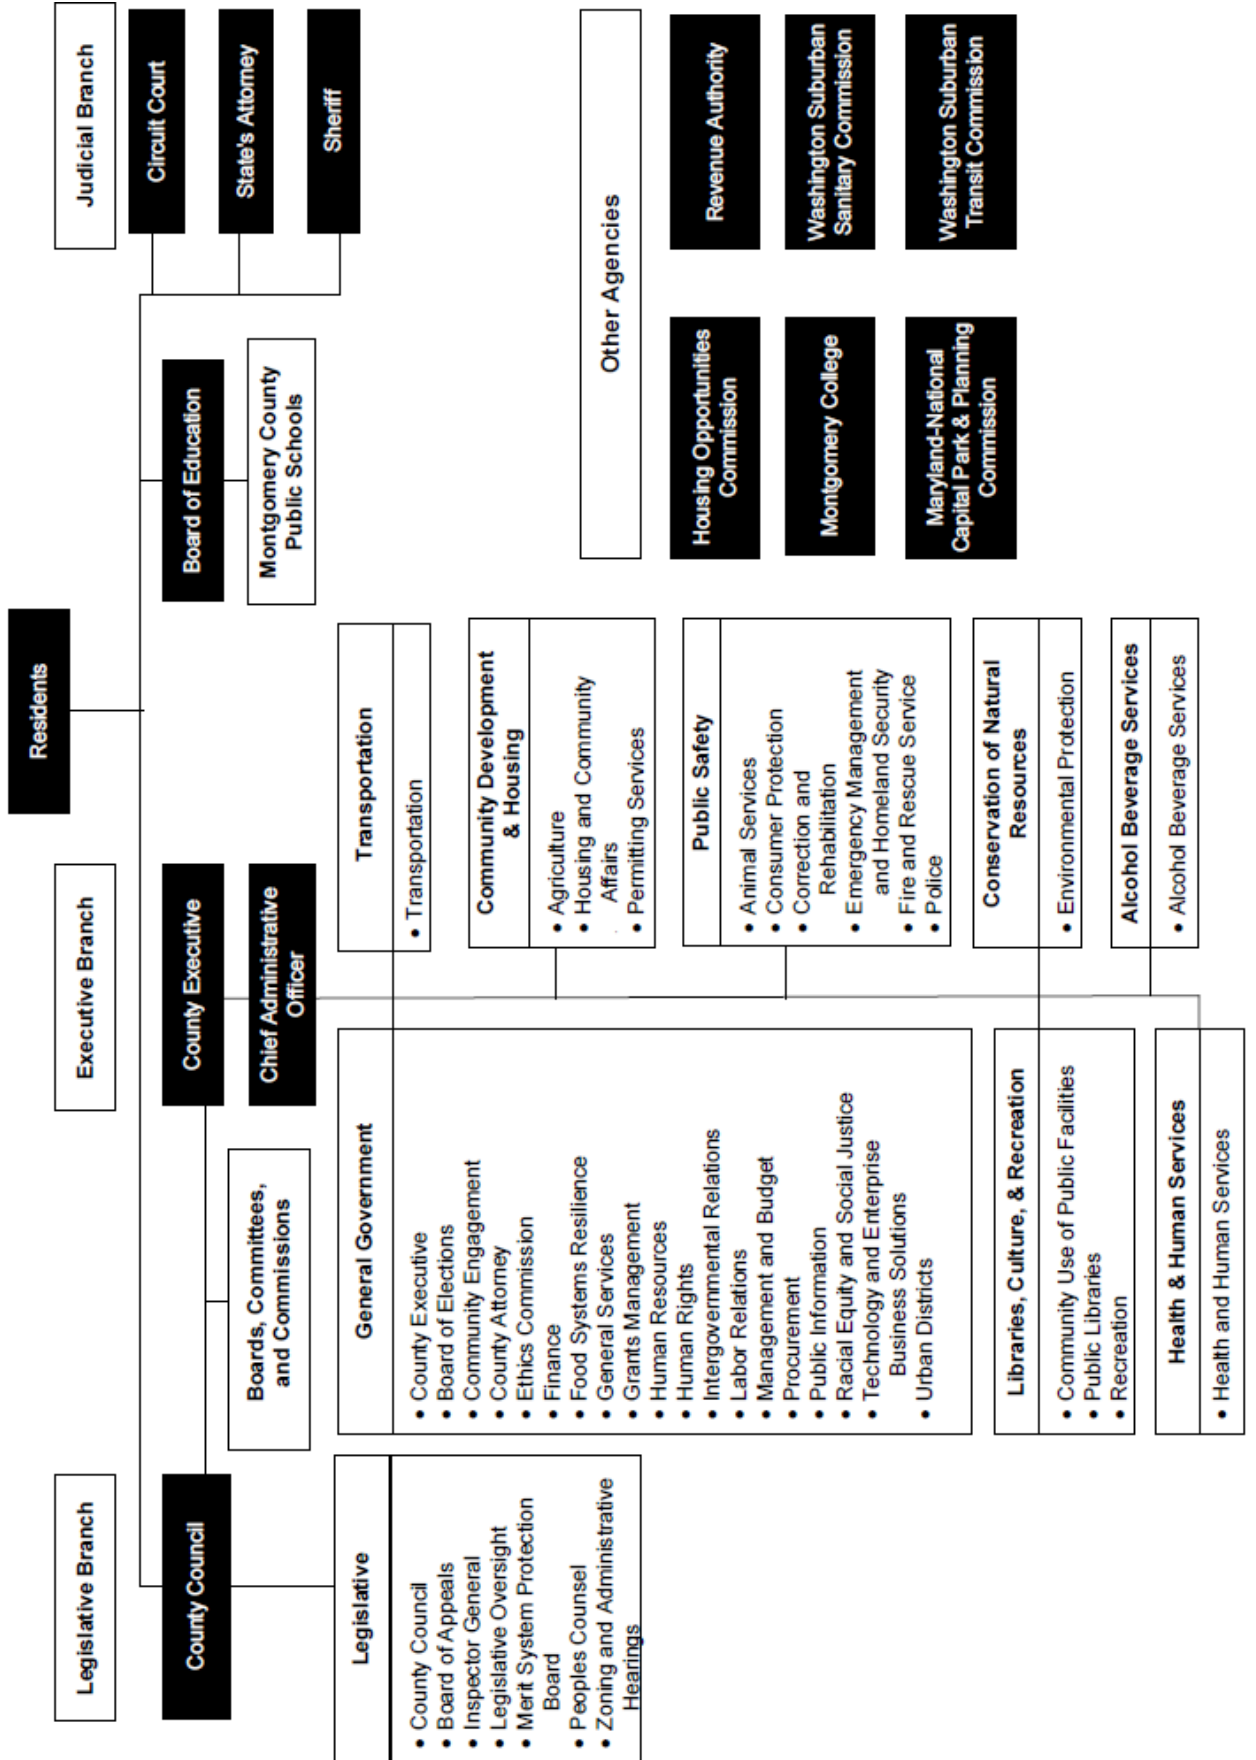 Residents
Legislative Branch
Executive Branch
Judicial Branch
County Council
County Executive
Board of Education
Circuit Court
Boards, Committees,
and Commissions
Chief Administrative
Officer
Montgomery County
Public Schools
State's Attorney
Sheriff
Legislative
• County Council
• Board of Appeals
• Inspector General
• Legislative Oversight
• Merit System Protection
Board
• Peoples Counsel
• Zoning and Administrative
Hearings
General Government
• County Executive
• Board of Elections
• Community Engagement
• County Attorney
• Ethics Commission
• Finance
• Food Systems Resilience
• General Services
• Grants Management
• Human Resources
• Human Rights
• Intergovernmental Relations
• Labor Relations
• Management and Budget
• Procurement
• Public Information
• Racial Equity and Social Justice
• Technology and Enterprise
Business Solutions
• Urban Districts
Libraries, Culture, & Recreation
• Community Use of Public Facilities
• Public Libraries
• Recreation
Health & Human Services
• Health and Human Services
Transportation
• Transportation
Community Development
& Housing
• Agriculture
• Housing and Community
Affairs
• Permitting Services
Public Safety
• Animal Services
• Consumer Protection
• Correction and
Rehabilitation
• Emergency Management
and Homeland Security
• Fire and Rescue Service
• Police
Conservation of Natural
Resources
• Environmental Protection
Alcohol Beverage Services
• Alcohol Beverage Services
Other Agencies
Housing Opportunities
Commission
Revenue Authority
Montgomery College
Washington Suburban
Sanitary Commission
Maryland-National
Capital Park & Planning
Commission
Washington Suburban
Transit Commission